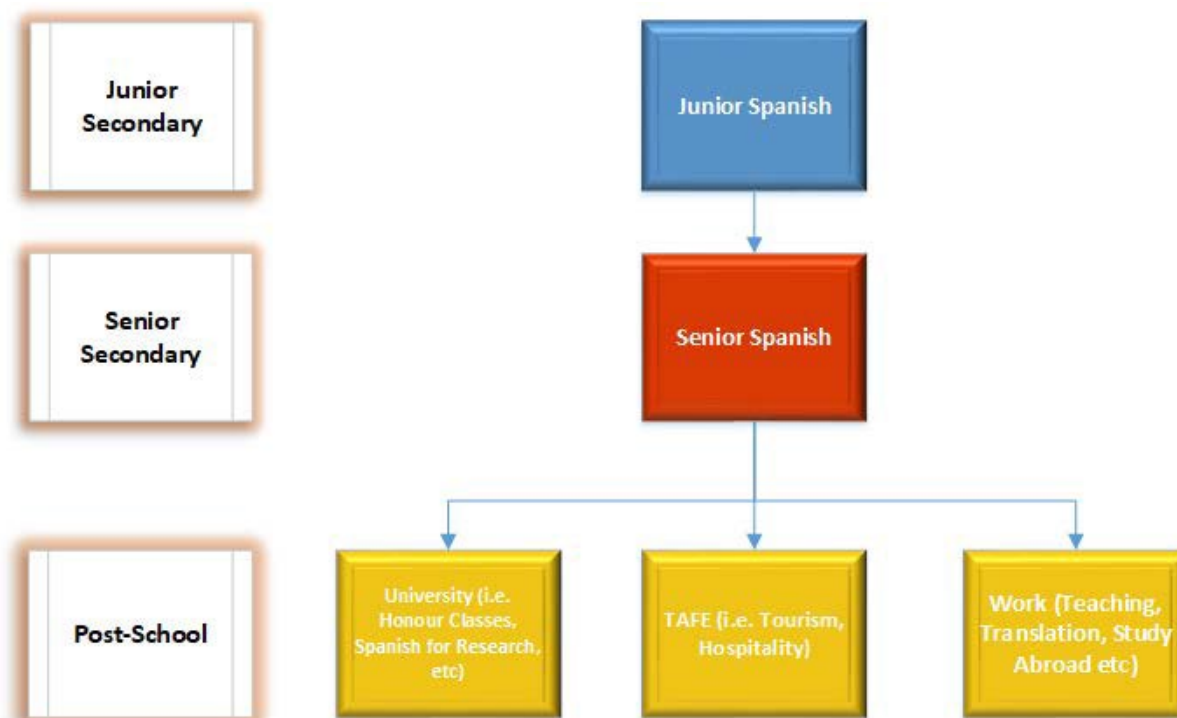 Junior
Secondary
Junior Spanish
Senior
Secondary
Senior Spanish
Post-School
University (i.e.
Honour Classes,
Spanish for Research,
etc)
TAFE (i.e. Tourism,
Hospitality)
Work (Teaching,
Translation, Study
Abroad etc)